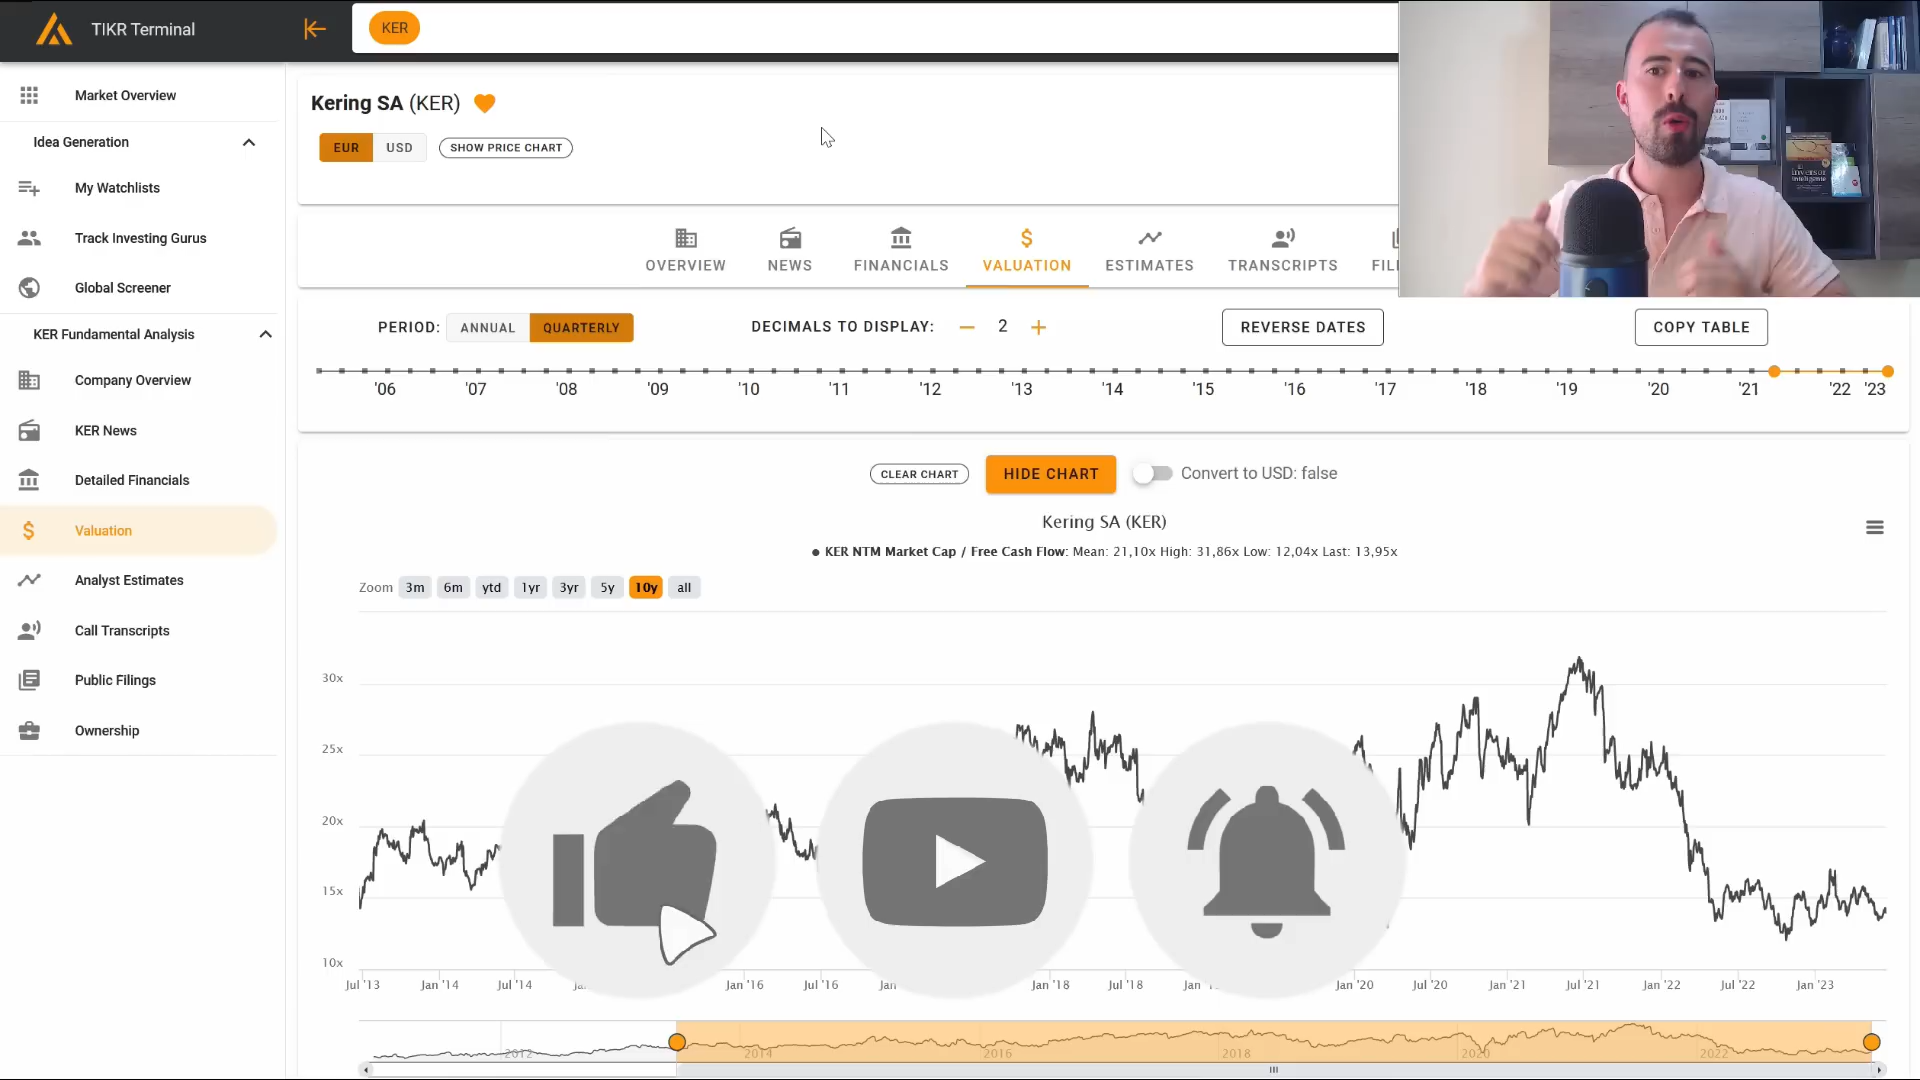 TIKR Terminal
KER
Market Overview
Idea Generation
My Watchlists
Track Investing Gurus
Global Screener
KER Fundamental Analysis
Company Overview
KER News
Detailed Financials
Valuation
Analyst Estimates
Call Transcripts
Public Filings
Ownership
Kering SA (KER)
EUR USD SHOW PRICE CHART
OVERVIEW NEWS FINANCIALS VALUATION ESTIMATES TRANSCRIPTS FIL
PERIOD: ANNUAL QUARTERLY DECIMALS TO DISPLAY: 2 REVERSE DATES COPY TABLE
'06 '07 '08 '09 '10 '11 '12 '13 '14 '15 '16 '17 '18 '19 '20 '21 '22 '23
CLEAR CHART HIDE CHART Convert to USD: false
Kering SA (KER)
KER NTM Market Cap / Free Cash Flow: Mean: 21,10x High: 31,86x Low: 12,04x Last: 13,95x
Zoom 3m 6m ytd 1yr 3yr 5y 10y all
30x
25x
20x
15x
10x
Jul '13 Jan '14 Jul '14 Jan '16 Jul '16 Jan '18 Jul '18 Jan '20 Jul '20 Jan '21 Jul '21 Jan '22 Jul '22 Jan '23
2012 2014 2016 2018 2020 2022